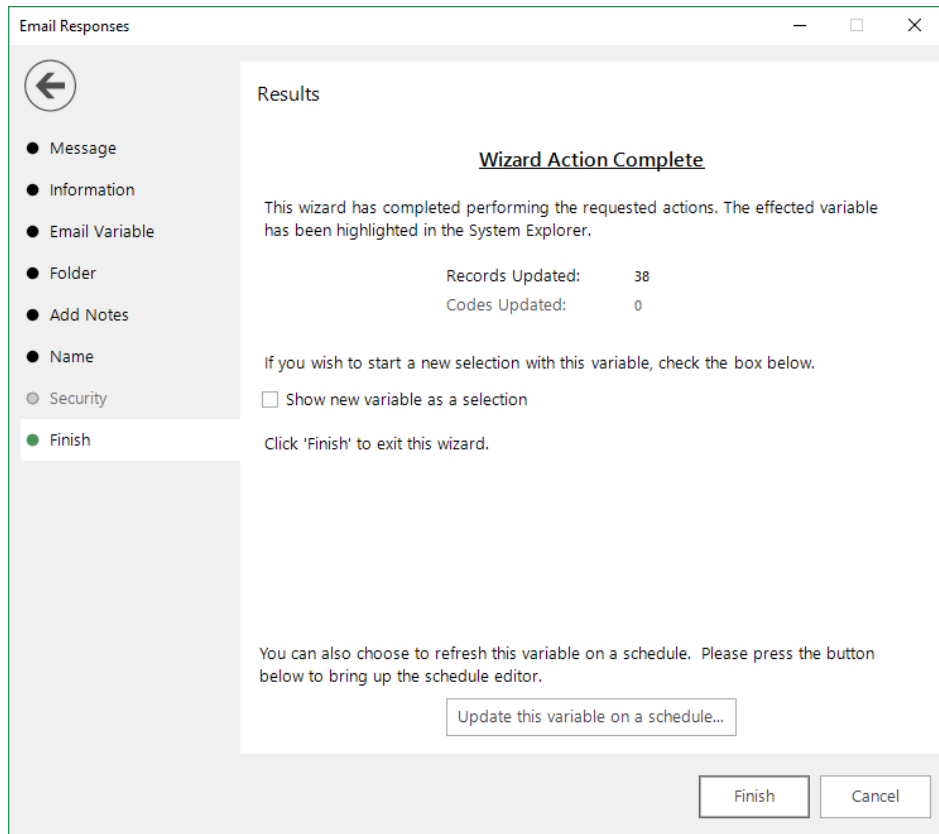 Email Responses
Results
Message
Information
Email Variable
Folder
Add Notes
Name
Security
Finish
Wizard Action Complete
This wizard has completed performing the requested actions. The effected variable
has been highlighted in the System Explorer.
Records Updated: 38
Codes Updated: 0
If you wish to start a new selection with this variable, check the box below.
Show new variable as a selection
Click 'Finish' to exit this wizard.
You can also choose to refresh this variable on a schedule. Please press the button
below to bring up the schedule editor.
Update this variable on a schedule...
Finish
Cancel